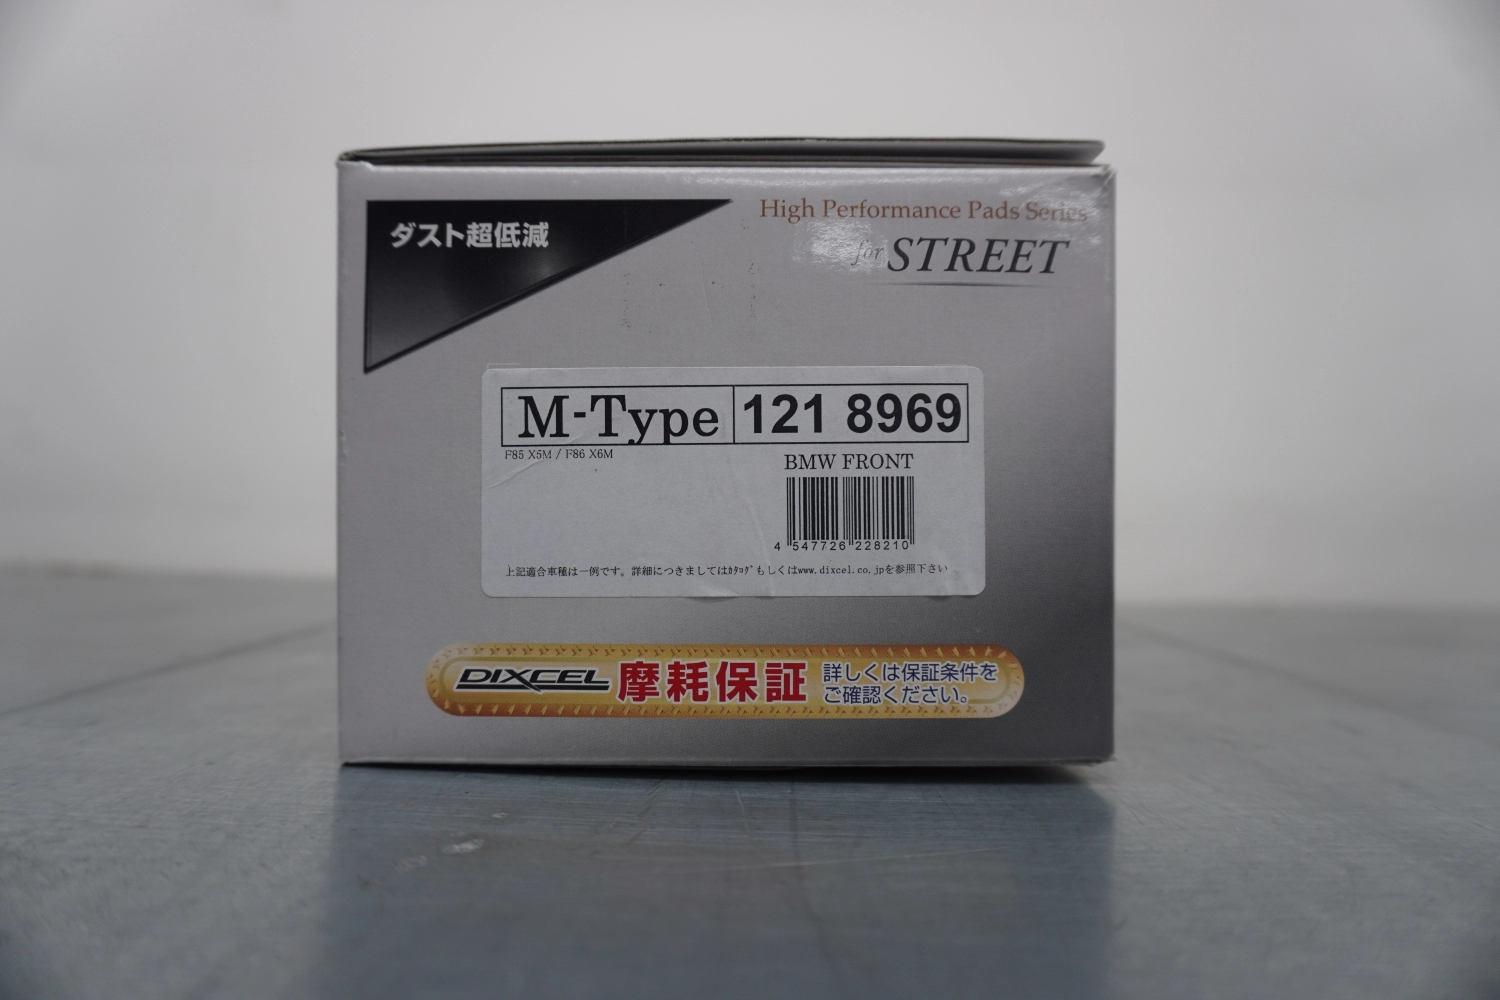 ダスト超低減
High Performance Pads Series
for STREET
M-Type 121 8969
F85 X5M / F86 X6M
BMW FRONT
4 547726 228210
上記適合車種は一例です。詳細につきましてはｶﾀﾛｸﾞもしくはwww.dixcel.co.jpを参照下さい
DIXCEL 摩耗保証 詳しくは保証条件を
ご確認ください。